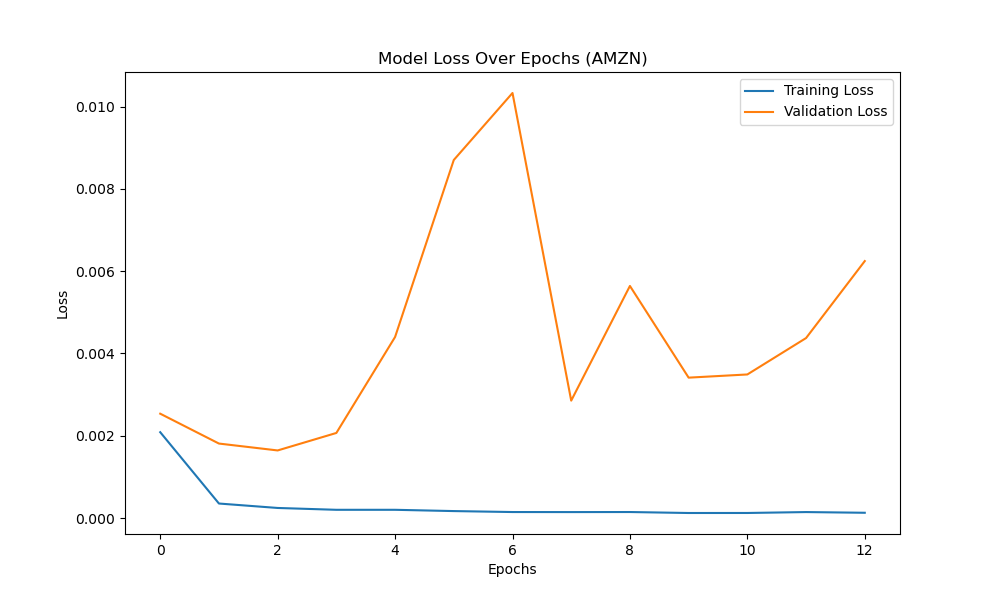 Model Loss Over Epochs (AMZN)
Training Loss
Validation Loss
0.010
0.008
0.006
0.004
0.002
0.000
Loss
0 2 4 6 8 10 12
Epochs